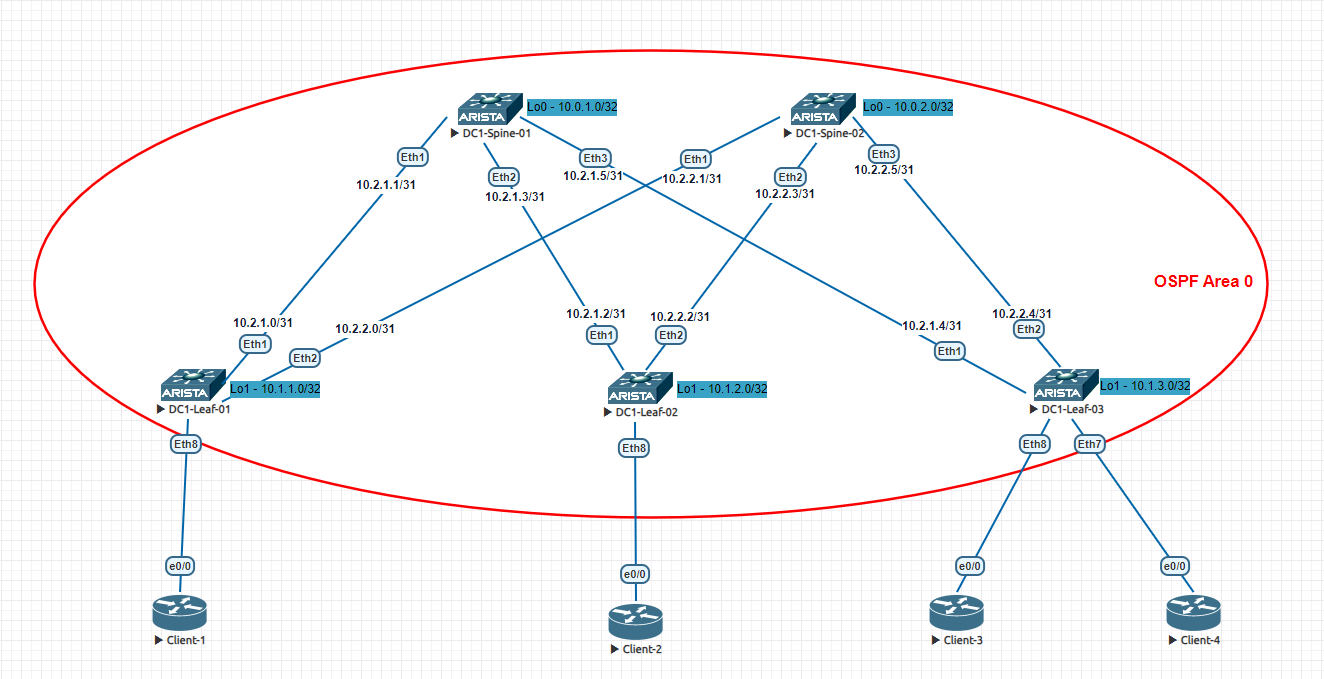 ARISTA
Lo0 - 10.0.1.0/32
DC1-Spine-01
ARISTA
Lo0 - 10.0.2.0/32
DC1-Spine-02
Eth1
10.2.1.1/31
Eth2
10.2.1.3/31
Eth3
10.2.1.5/31
Eth1
10.2.2.1/31
Eth2
10.2.2.3/31
Eth3
10.2.2.5/31
OSPF Area 0
10.2.1.0/31
Eth1
10.2.2.0/31
Eth2
10.2.1.2/31
Eth1
10.2.2.2/31
Eth2
10.2.1.4/31
Eth1
10.2.2.4/31
Eth2
ARISTA
Lo1 - 10.1.1.0/32
DC1-Leaf-01
ARISTA
Lo1 - 10.1.2.0/32
DC1-Leaf-02
ARISTA
Lo1 - 10.1.3.0/32
DC1-Leaf-03
Eth8
Eth8
Eth8
Eth7
e0/0
e0/0
e0/0
e0/0
Client-1
Client-2
Client-3
Client-4